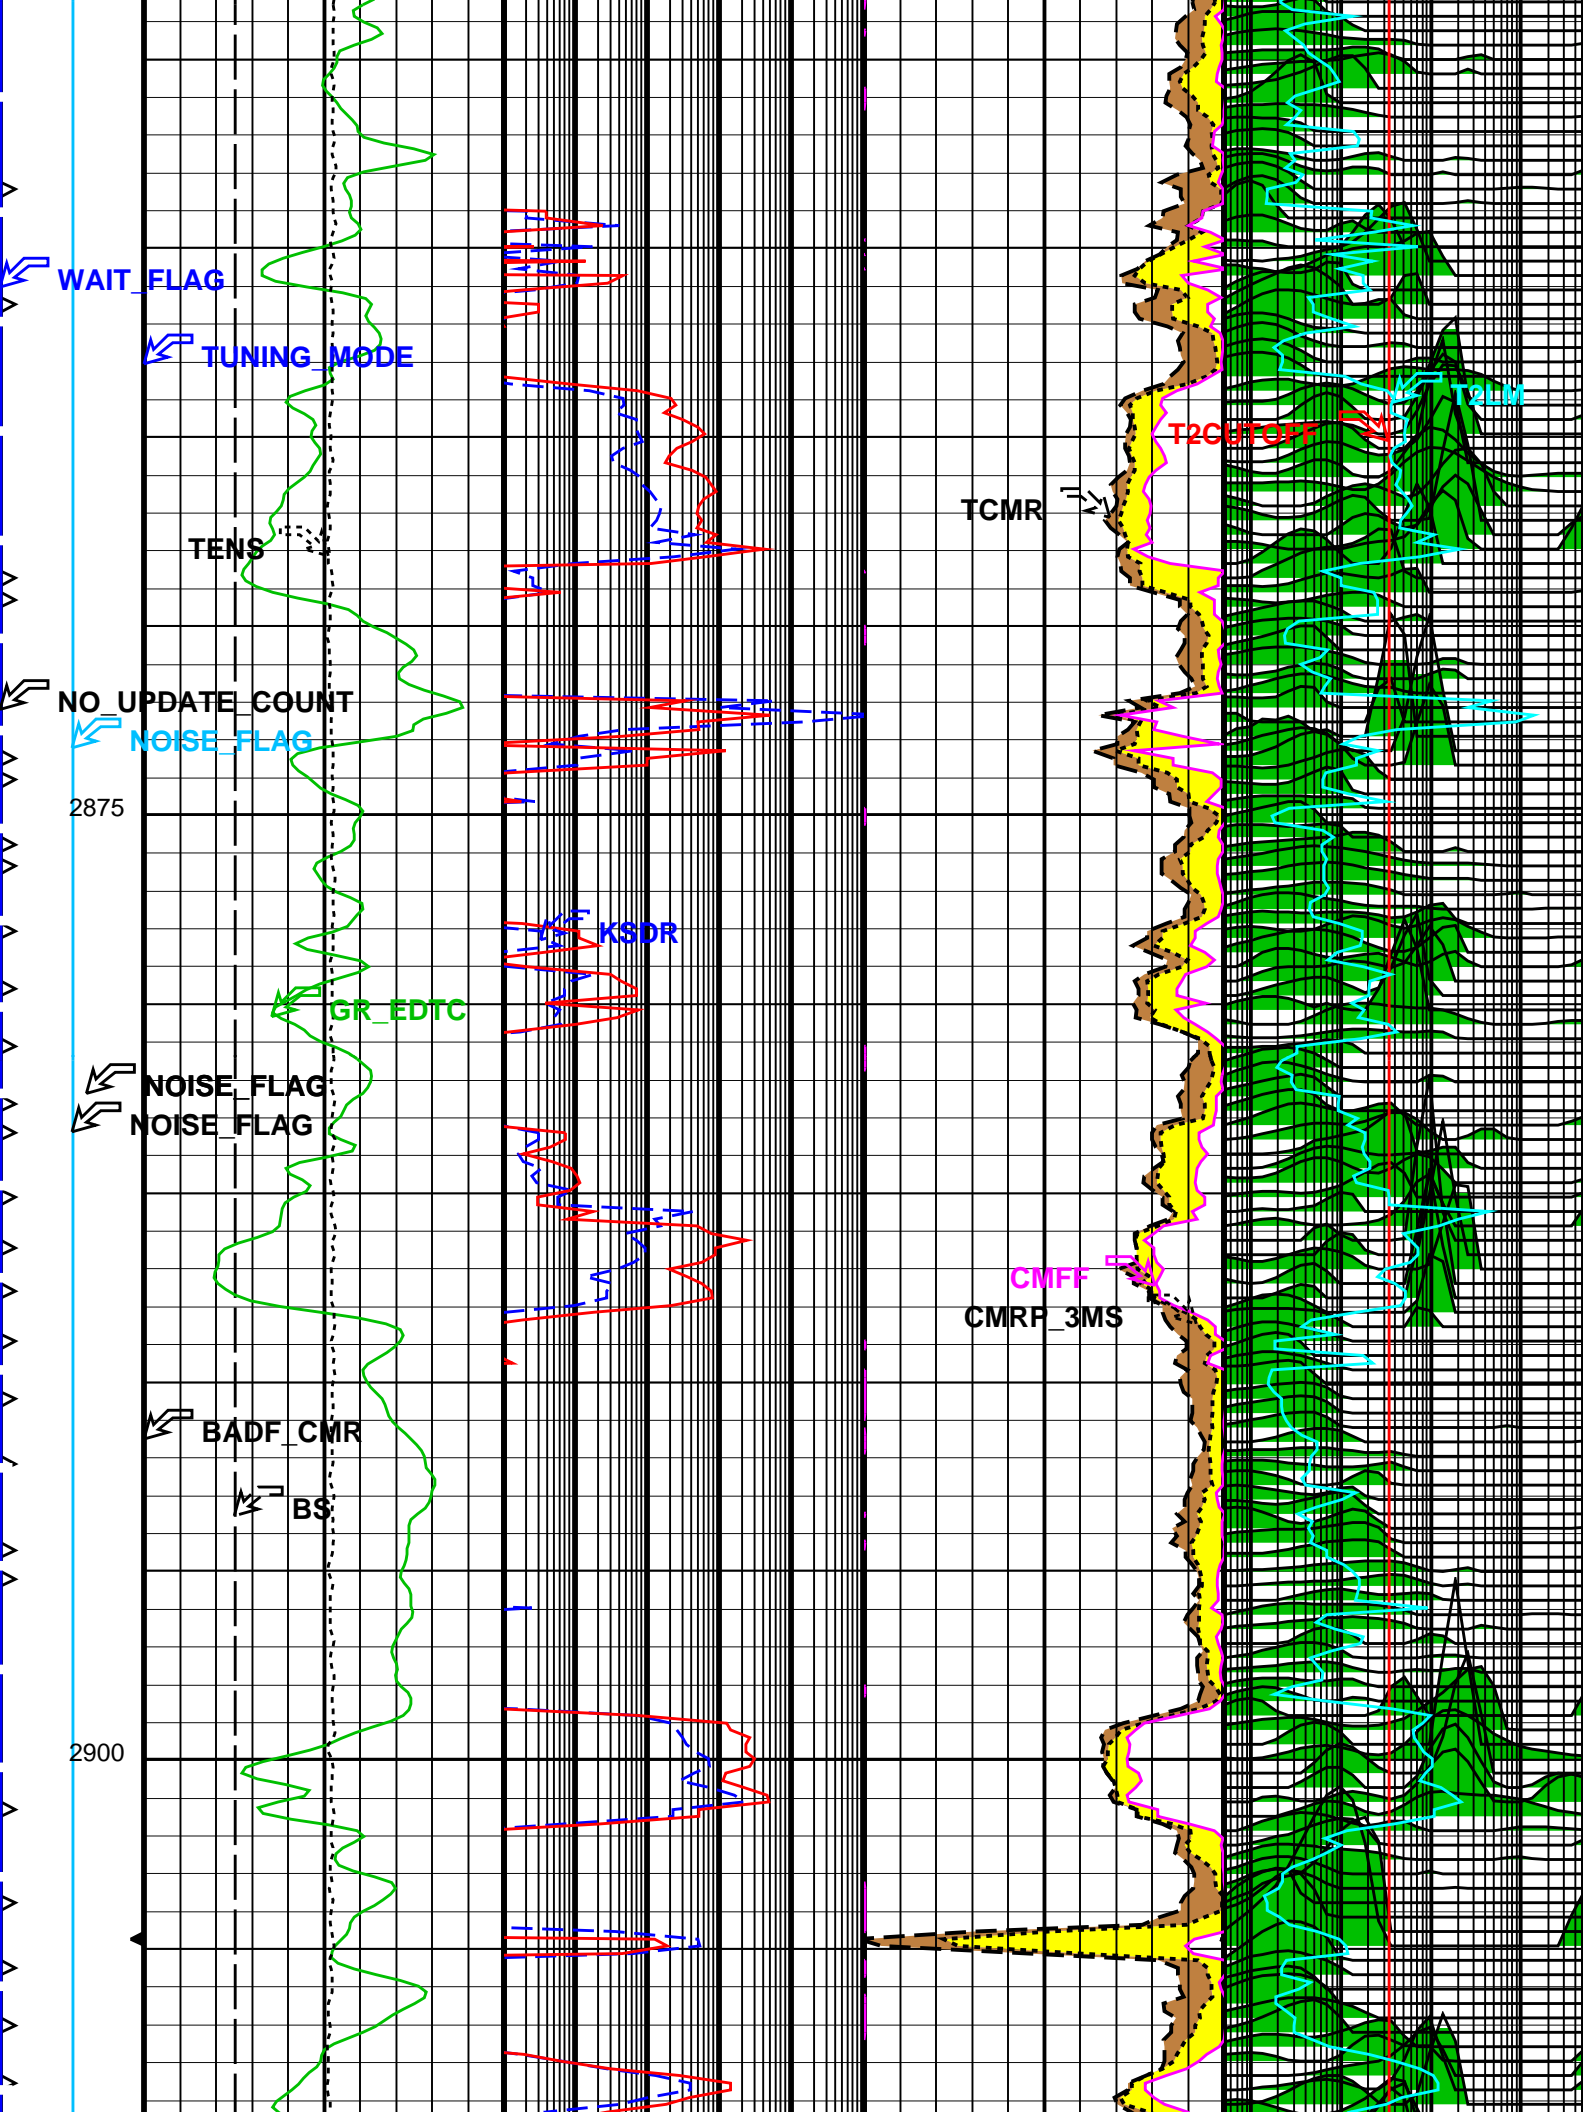 WAIT_FLAG
TUNING_MODE
T2LM
T2CUTOFF
TCMR
TENS
NO_UPDATE_COUNT
NOISE_FLAG
2875
KSDR
GR_EDTC
NOISE_FLAG
NOISE_FLAG
CMFF
CMRP_3MS
BADF_CMR
BS
2900